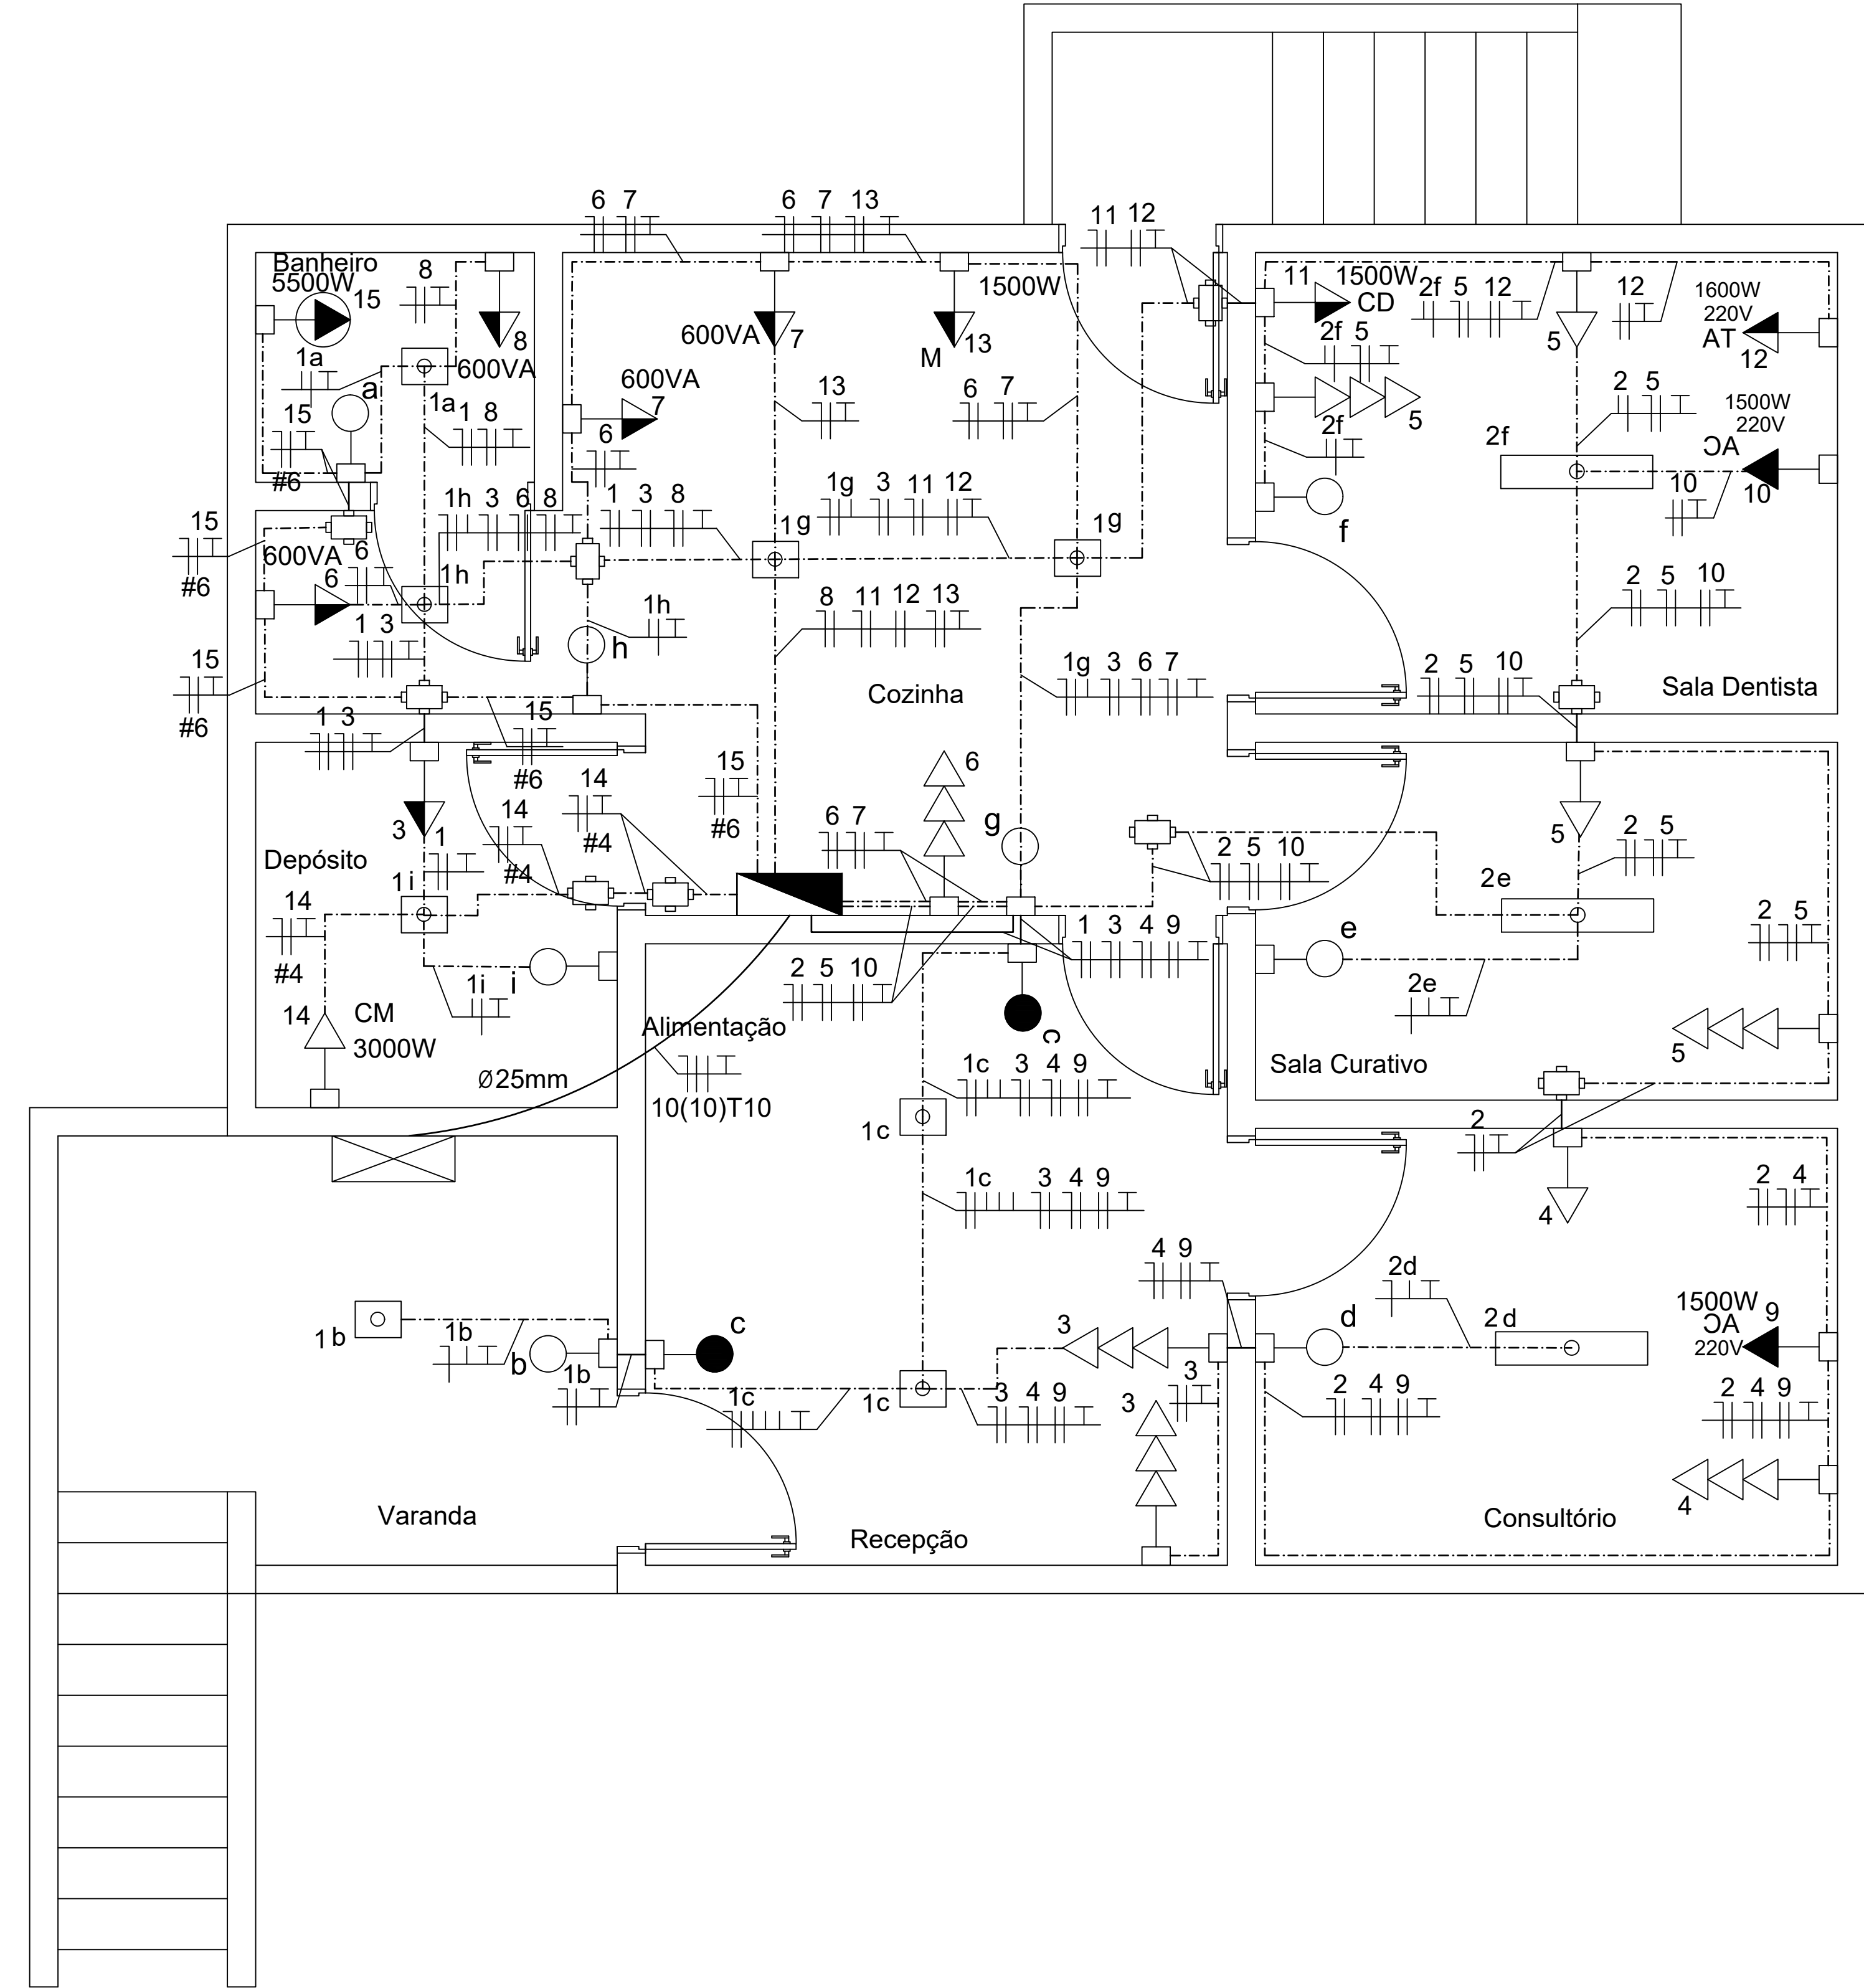 6 7
6 7 13
11 12
Banheiro
5500W
15
8
1500W
11
1500W
CD
2f 5 12
12
1600W
220V
AT
12
8
600VA
600VA
7
M
13
2f 5
5
1a
a
1a
600VA
7
13
6 7
5
2 5
1500W
220V
CA
10
15
#6
1 8
6
2f
2f
10
f
1h 3 6 8
1 3 8
1g 3 11 12
1g
1g
15
#6
600VA
6
6
1h
1 3
1h
h
8 11 12 13
2 5 10
15
#6
Cozinha
1g 3 6 7
2 5 10
Sala Dentista
1 3
15
#6
15
#6
6
3
1
14
#4
14
#4
6 7
g
5
2 5
2 5 10
Depósito
1i
2e
14
#4
1 3 4 9
e
2 5
1i
i
2 5 10
2e
14
CM
3000W
Alimentação
c
5
Ø25mm
10(10)T10
1c 3 4 9
Sala Curativo
1c
2
1c 3 4 9
2 4
4
4 9
2d
1b
1b
b
c
3
d
2d
1500W
CA
220V
9
1b
1c
1c
3 4 9
3
3
2 4 9
2 4 9
4
Varanda
Recepção
Consultório